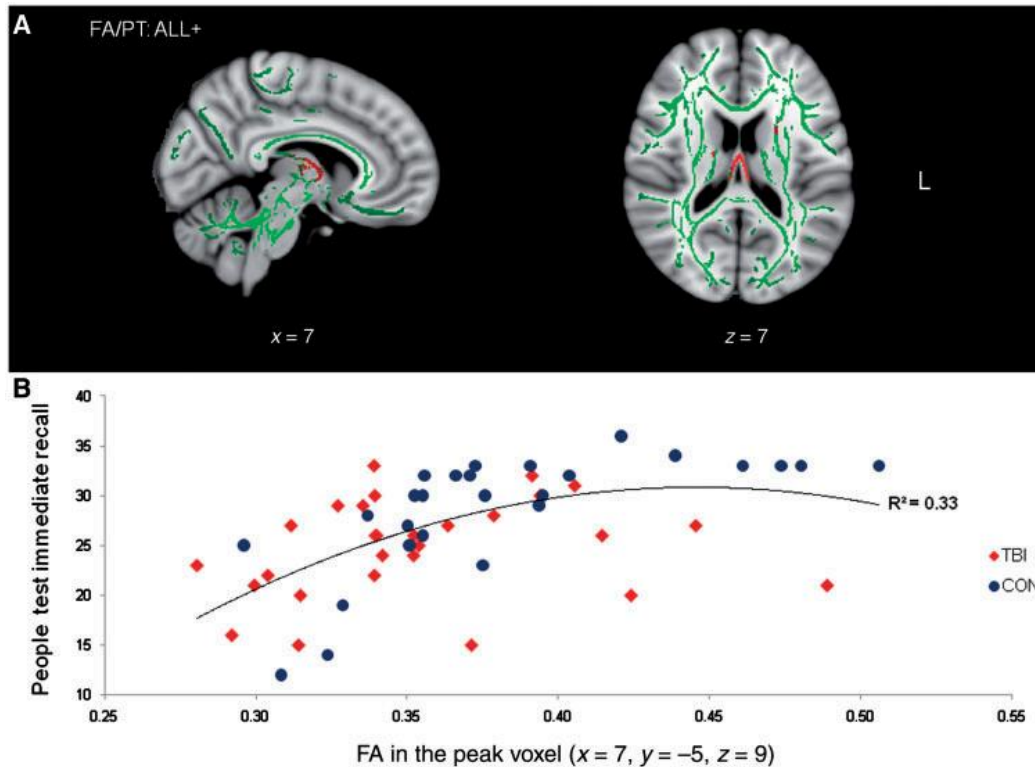 A
FA/PT: ALL+
L
x = 7
z = 7
B
People test immediate recall
40
35
30
25
20
15
10
R² = 0.33
TBI
CON
0.25
0.30
0.35
0.40
0.45
0.50
0.55
FA in the peak voxel (x = 7, y = –5, z = 9)